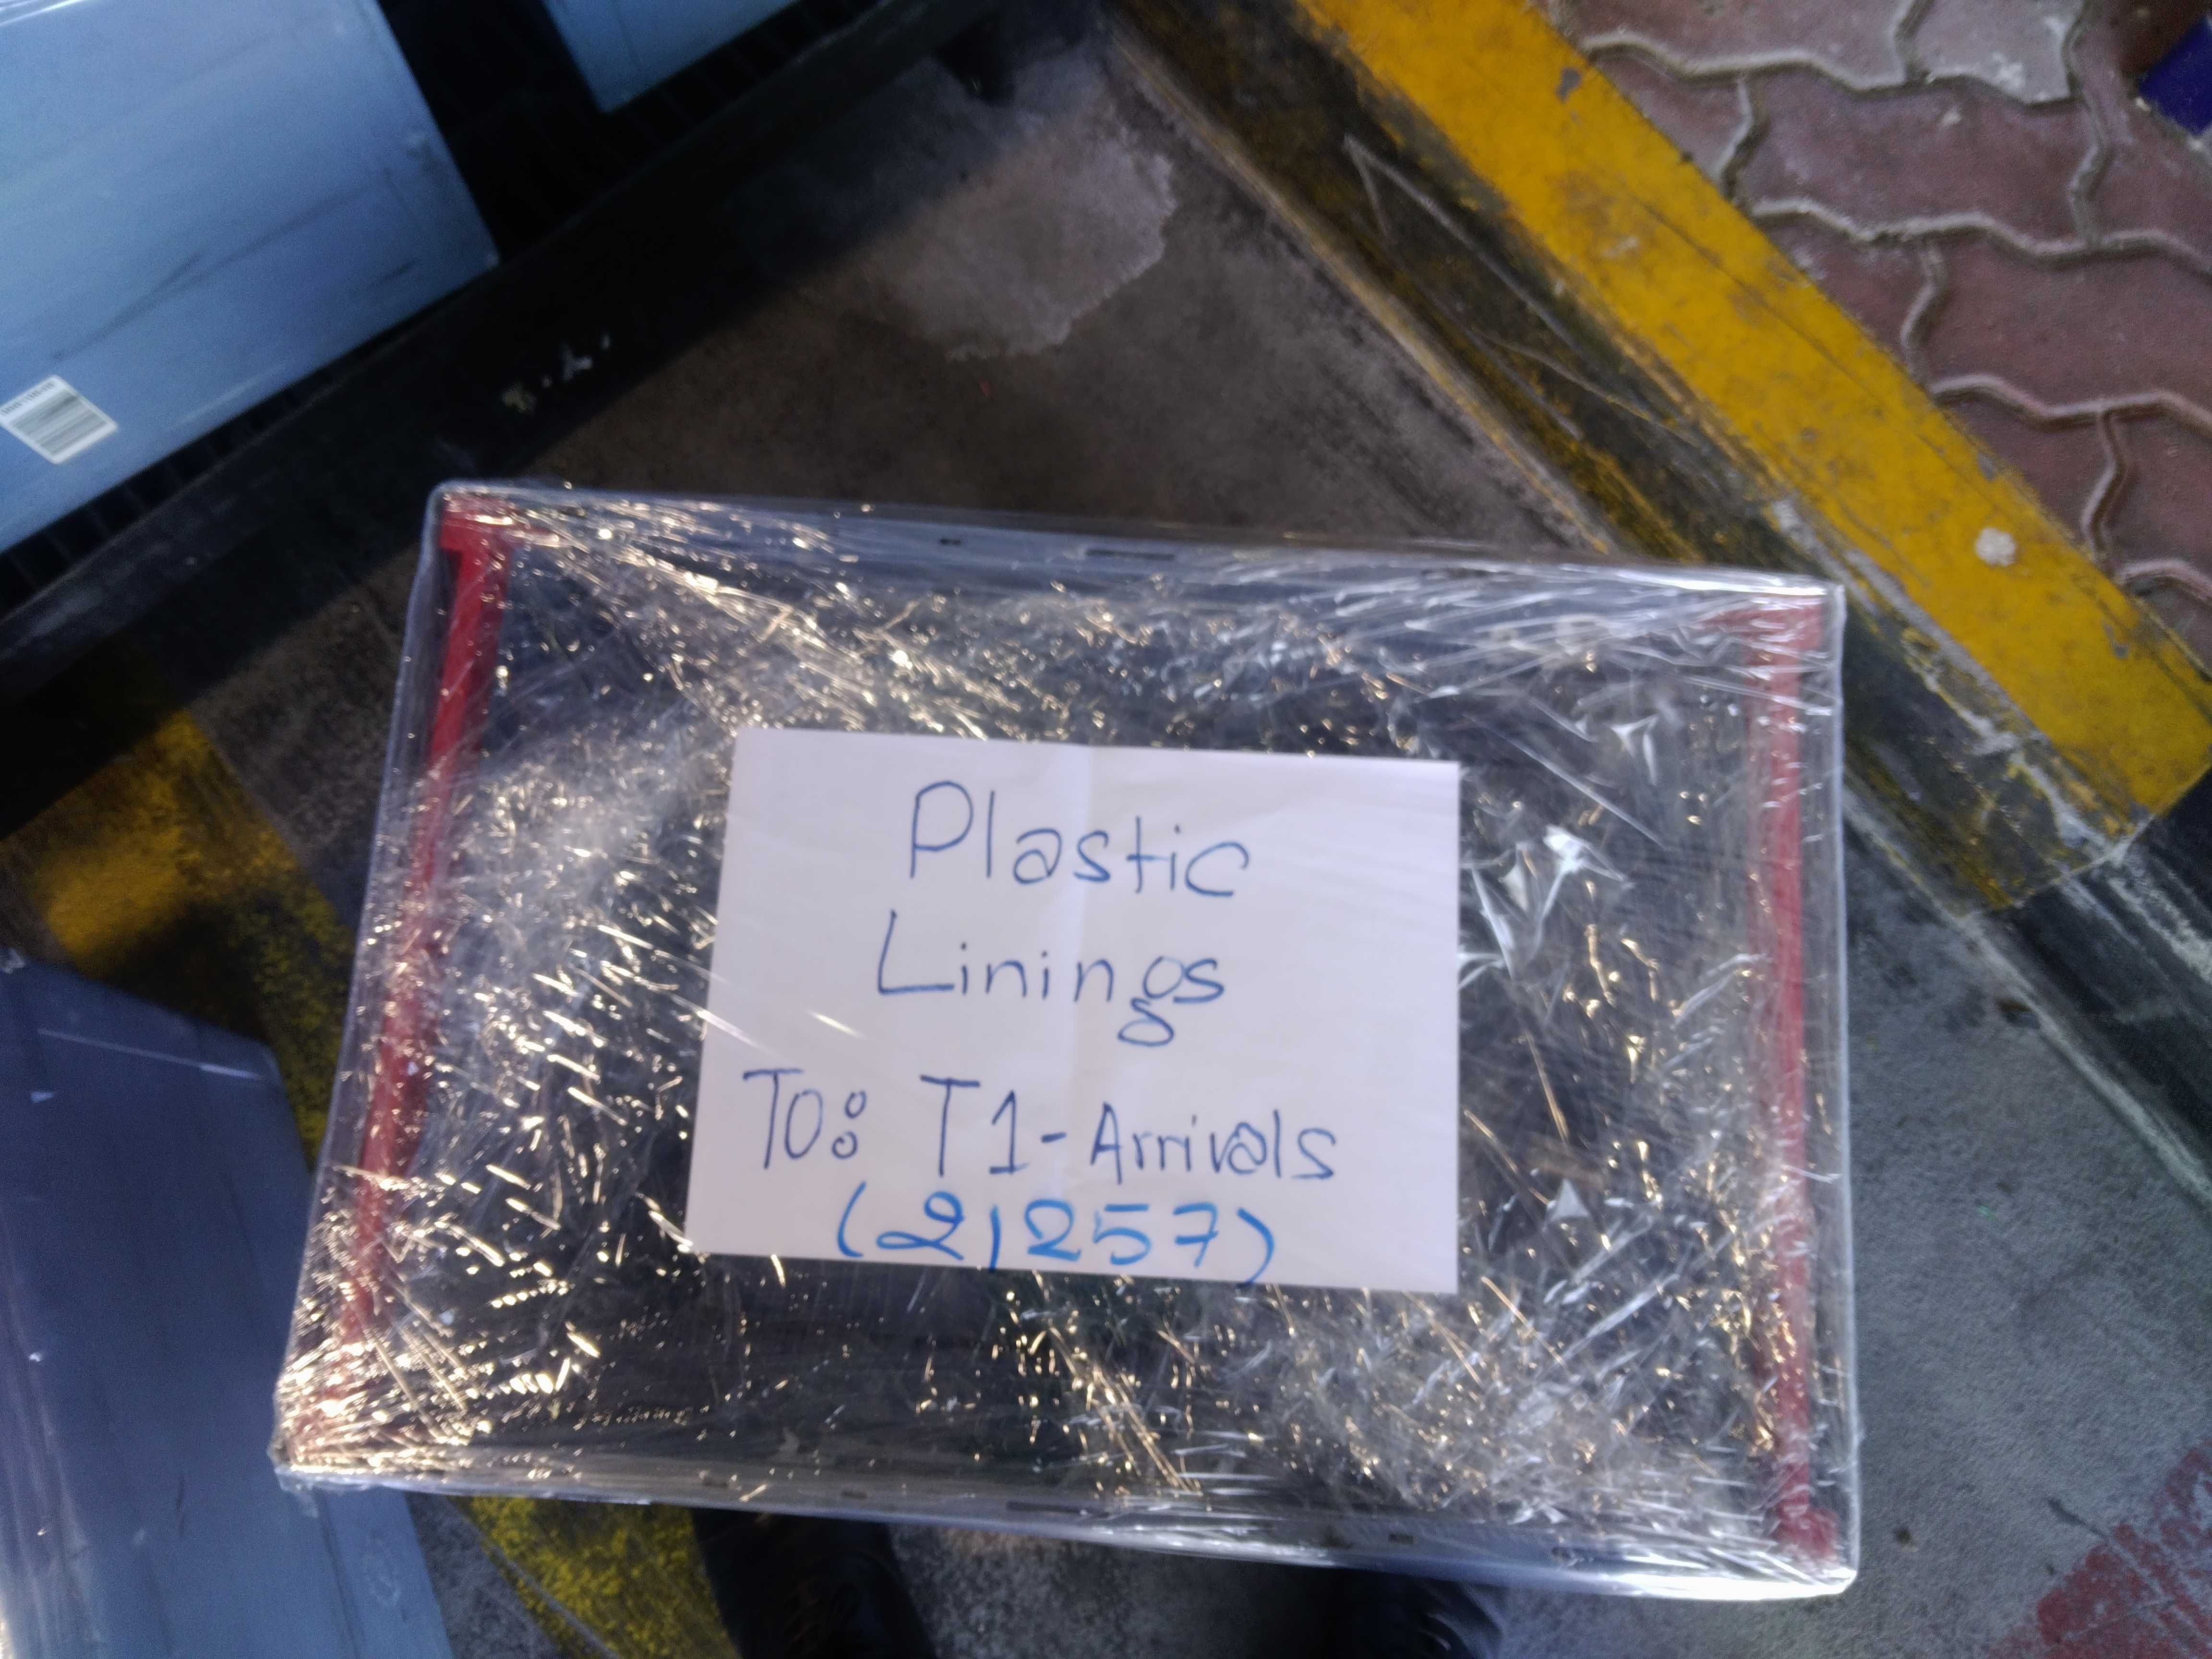 Plastic
Linings
To: T1-Arrivals
(2,257)